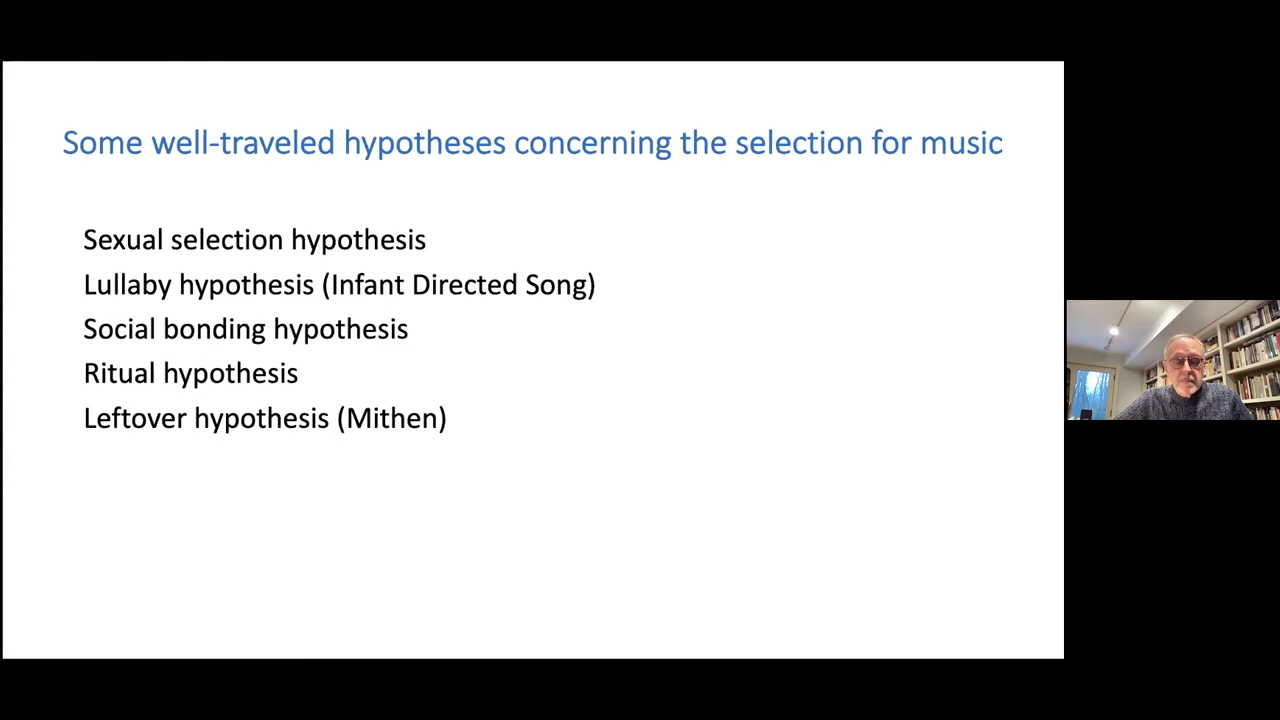 Some well-traveled hypotheses concerning the selection for music
Sexual selection hypothesis
Lullaby hypothesis (Infant Directed Song)
Social bonding hypothesis
Ritual hypothesis
Leftover hypothesis (Mithen)